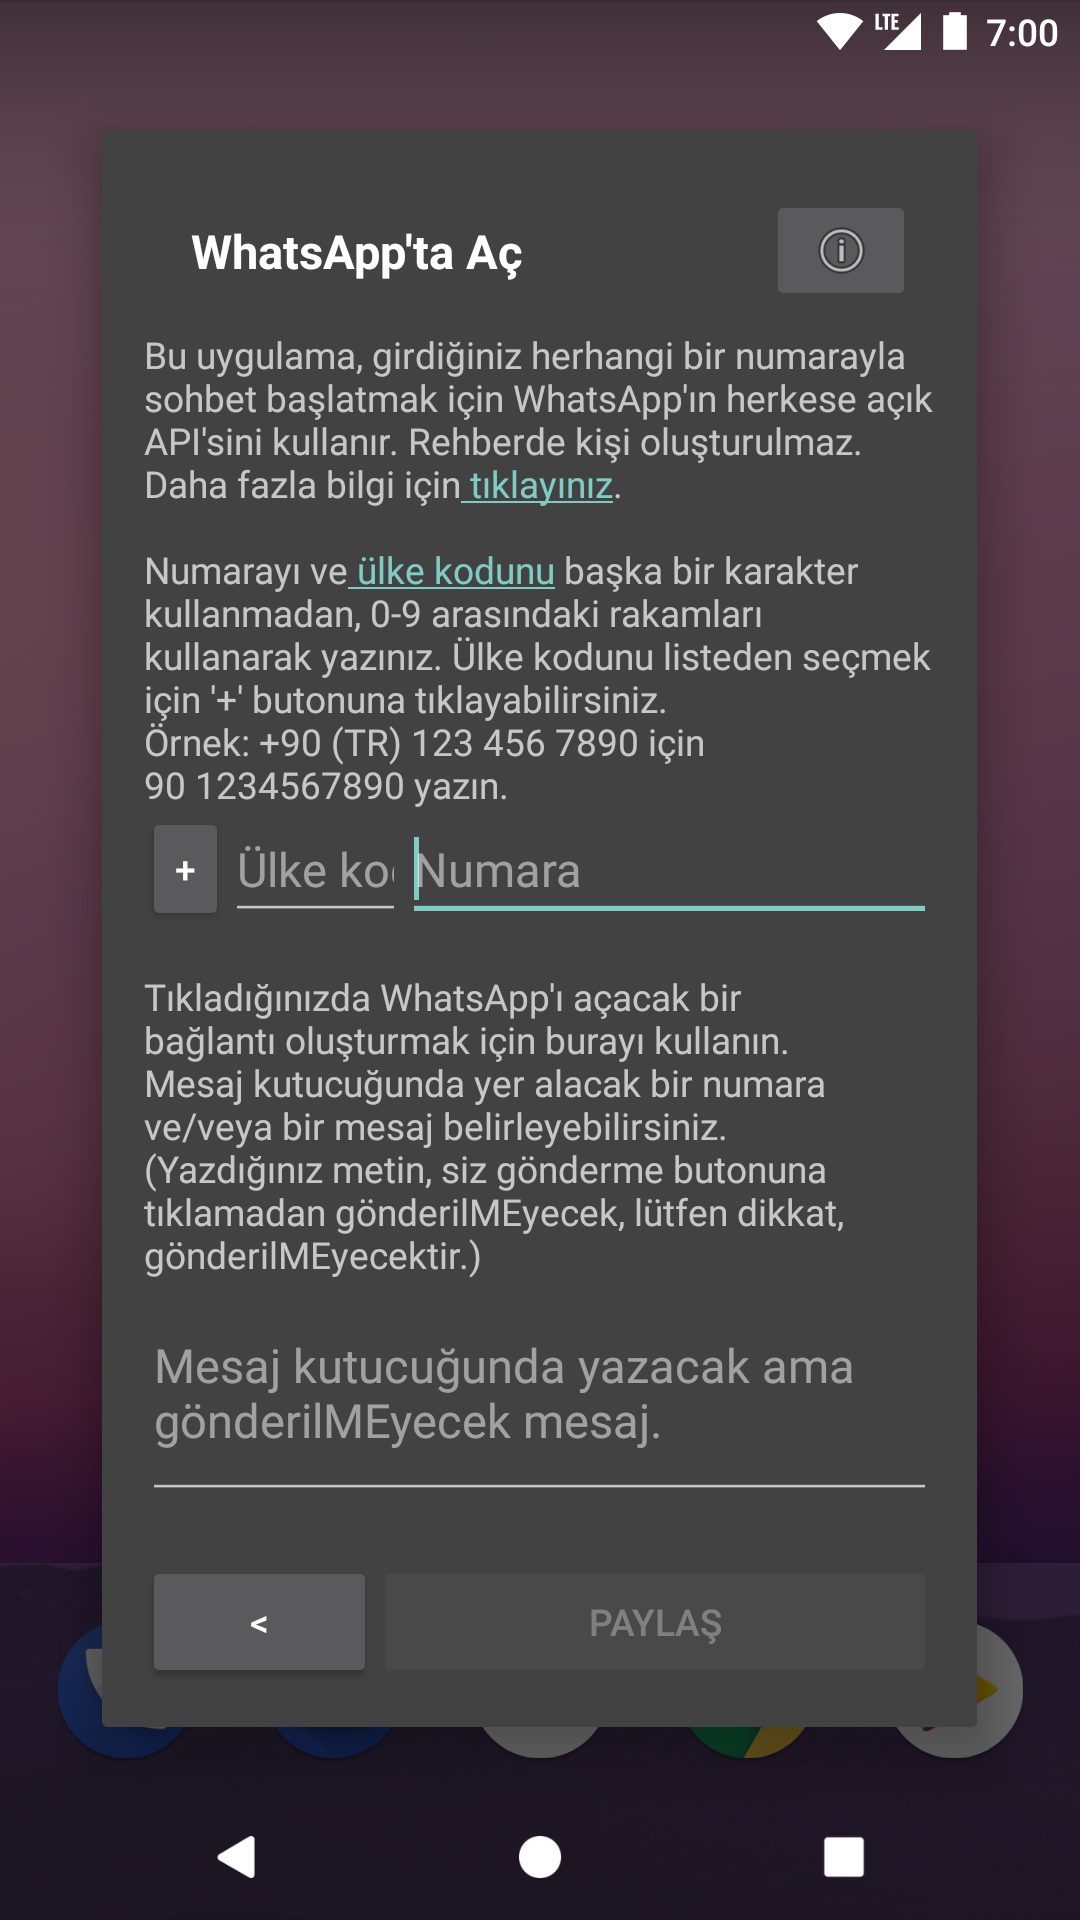 LTE 7:00
WhatsApp'ta Aç
Bu uygulama, girdiğiniz herhangi bir numarayla
sohbet başlatmak için WhatsApp'ın herkese açık
API'sini kullanır. Rehberde kişi oluşturulmaz.
Daha fazla bilgi için tıklayınız.
Numarayı ve ülke kodunu başka bir karakter
kullanmadan, 0-9 arasındaki rakamları
kullanarak yazınız. Ülke kodunu listeden seçmek
için '+' butonuna tıklayabilirsiniz.
Örnek: +90 (TR) 123 456 7890 için
90 1234567890 yazın.
+ Ülke ko Numara
Tıkladığınızda WhatsApp'ı açacak bir
bağlantı oluşturmak için burayı kullanın.
Mesaj kutucuğunda yer alacak bir numara
ve/veya bir mesaj belirleyebilirsiniz.
(Yazdığınız metin, siz gönderme butonuna
tıklamadan gönderilMEyecek, lütfen dikkat,
gönderilMEyecektir.)
Mesaj kutucuğunda yazacak ama
gönderilMEyecek mesaj.
< PAYLAŞ